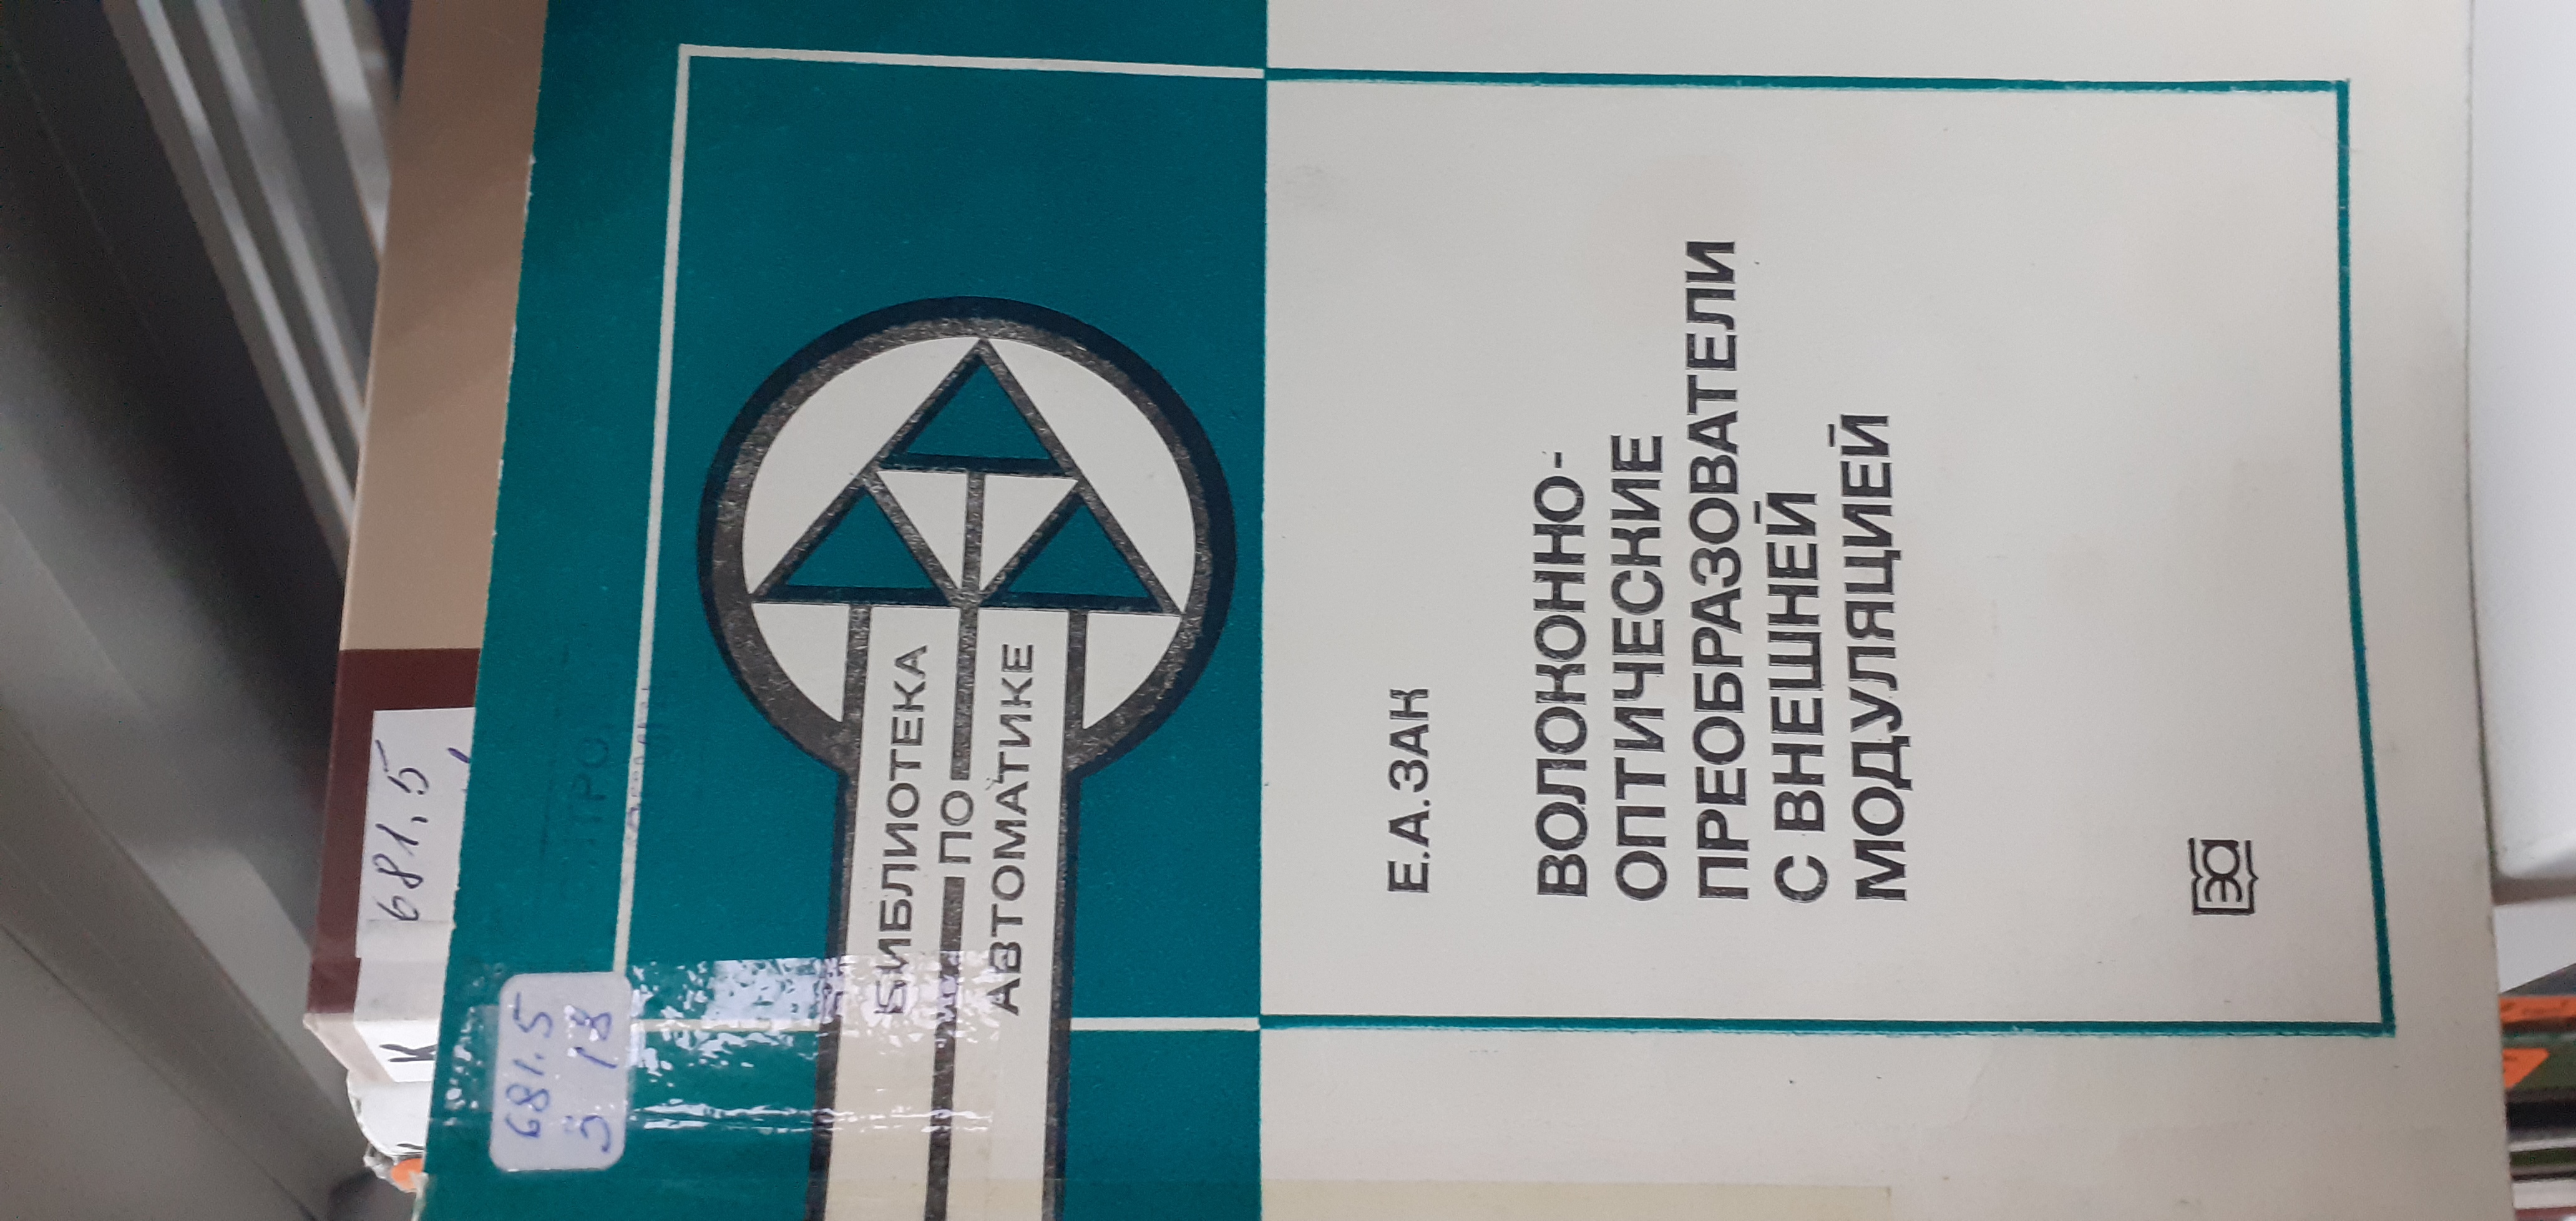 БИБЛИОТЕКА
ПО
АВТОМАТИКЕ
Е.А.ЗАК
ВОЛОКОННО-
ОПТИЧЕСКИЕ
ПРЕОБРАЗОВАТЕЛИ
С ВНЕШНЕЙ
МОДУЛЯЦИЕЙ
681.5
З 18
681.5
К